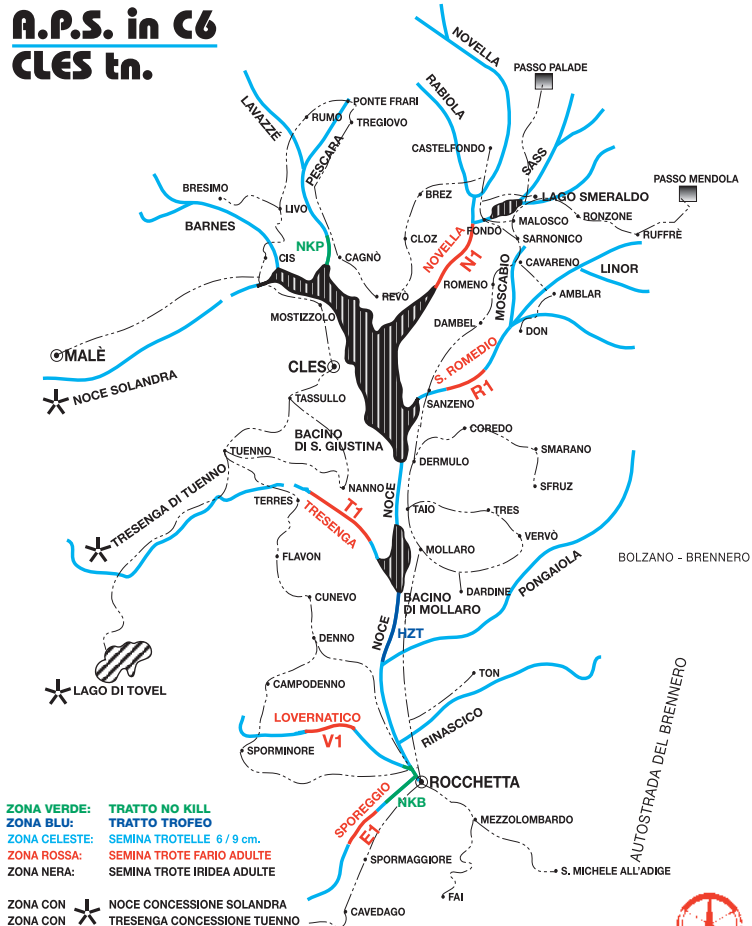 A.P.S. in C6
CLES tn.
NOVELLA
PASSO PALADE
LAVAZZÉ
PONTE FRARI
RUMO
TREGIOVO
RABIOLA
PESCARA
CASTELFONDO
SASS
PASSO MENDOLA
BRESIMO
LIVO
BREZ
LAGO SMERALDO
BARNES
MALOSCO
RONZONE
FONDO
CLOZ
SARNONICO
RUFFRÈ
NKP
CIS
CAGNÒ
NOVELLA
N1
CAVARENO
LINOR
ROMENO
MOSCABIO
AMBLAR
REVÒ
MOSTIZZOLO
DAMBEL
DON
MALÈ
CLES
S. ROMEDIO
R1
NOCE SOLANDRA
TASSULLO
SANZENO
BACINO
DI S. GIUSTINA
COREDO
SMARANO
TUENNO
DERMULO
NANNO
NOCE
SFRUZ
TRESENGA DI TUENNO
TERRES
T1
TRESENGA
TAIO
TRES
VERVÒ
FLAVON
MOLLARO
PONGAIOLA
BOLZANO - BRENNERO
CUNEVO
BACINO
DI MOLLARO
DARDINE
NOCE
HZT
DENNO
LAGO DI TOVEL
CAMPODENNO
TON
LOVERNATICO
V1
RINASCICO
SPORMINORE
AUTOSTRADA DEL BRENNERO
ROCCHETTA
NKB
SPOREGGIO
E1
MEZZOLOMBARDO
SPORMAGGIORE
S. MICHELE ALL'ADIGE
FAI
CAVEDAGO
ZONA VERDE: TRATTO NO KILL
ZONA BLU: TRATTO TROFEO
ZONA CELESTE: SEMINA TROTELLE 6 / 9 cm.
ZONA ROSSA: SEMINA TROTE FARIO ADULTE
ZONA NERA: SEMINA TROTE IRIDEA ADULTE
ZONA CON NOCE CONCESSIONE SOLANDRA
ZONA CON TRESENGA CONCESSIONE TUENNO